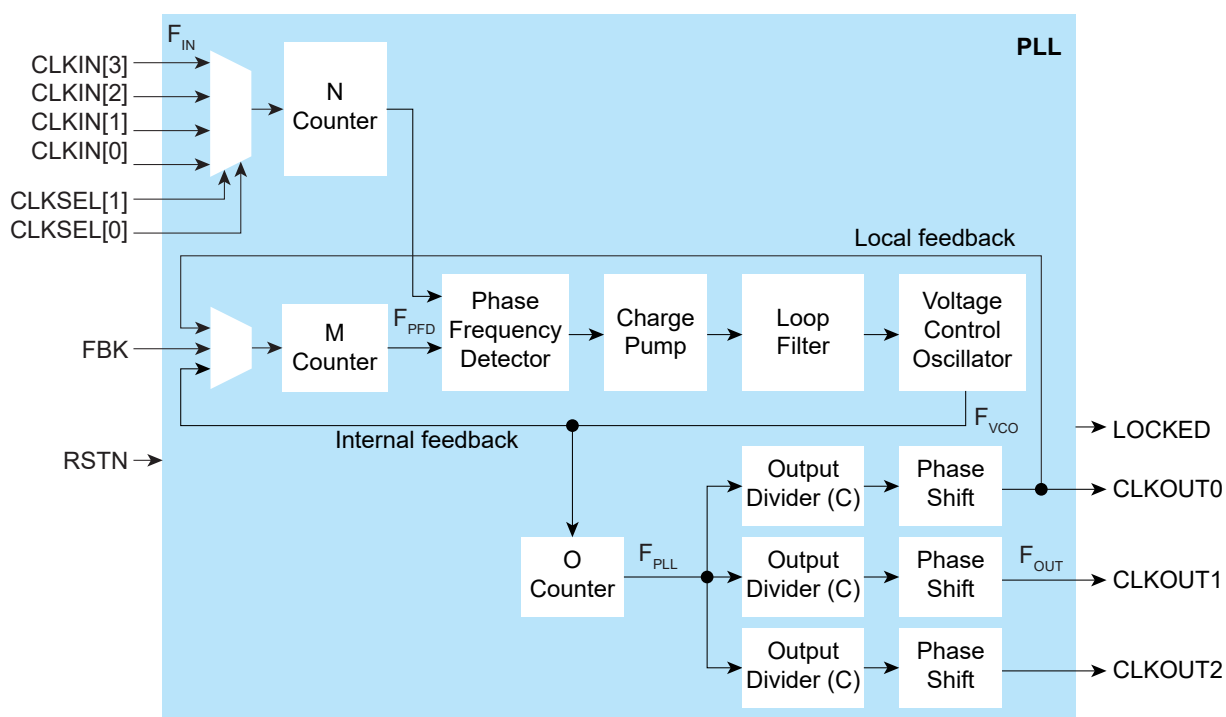 PLL
F_IN
CLKIN[3]
CLKIN[2]
CLKIN[1]
CLKIN[0]
CLKSEL[1]
CLKSEL[0]
N
Counter
Local feedback
FBK
M
Counter
F_PFD
Phase
Frequency
Detector
Charge
Pump
Loop
Filter
Voltage
Control
Oscillator
Internal feedback
F_VCO
RSTN
LOCKED
Output
Divider (C)
Phase
Shift
CLKOUT0
O
Counter
F_PLL
Output
Divider (C)
Phase
Shift
F_OUT
CLKOUT1
Output
Divider (C)
Phase
Shift
CLKOUT2